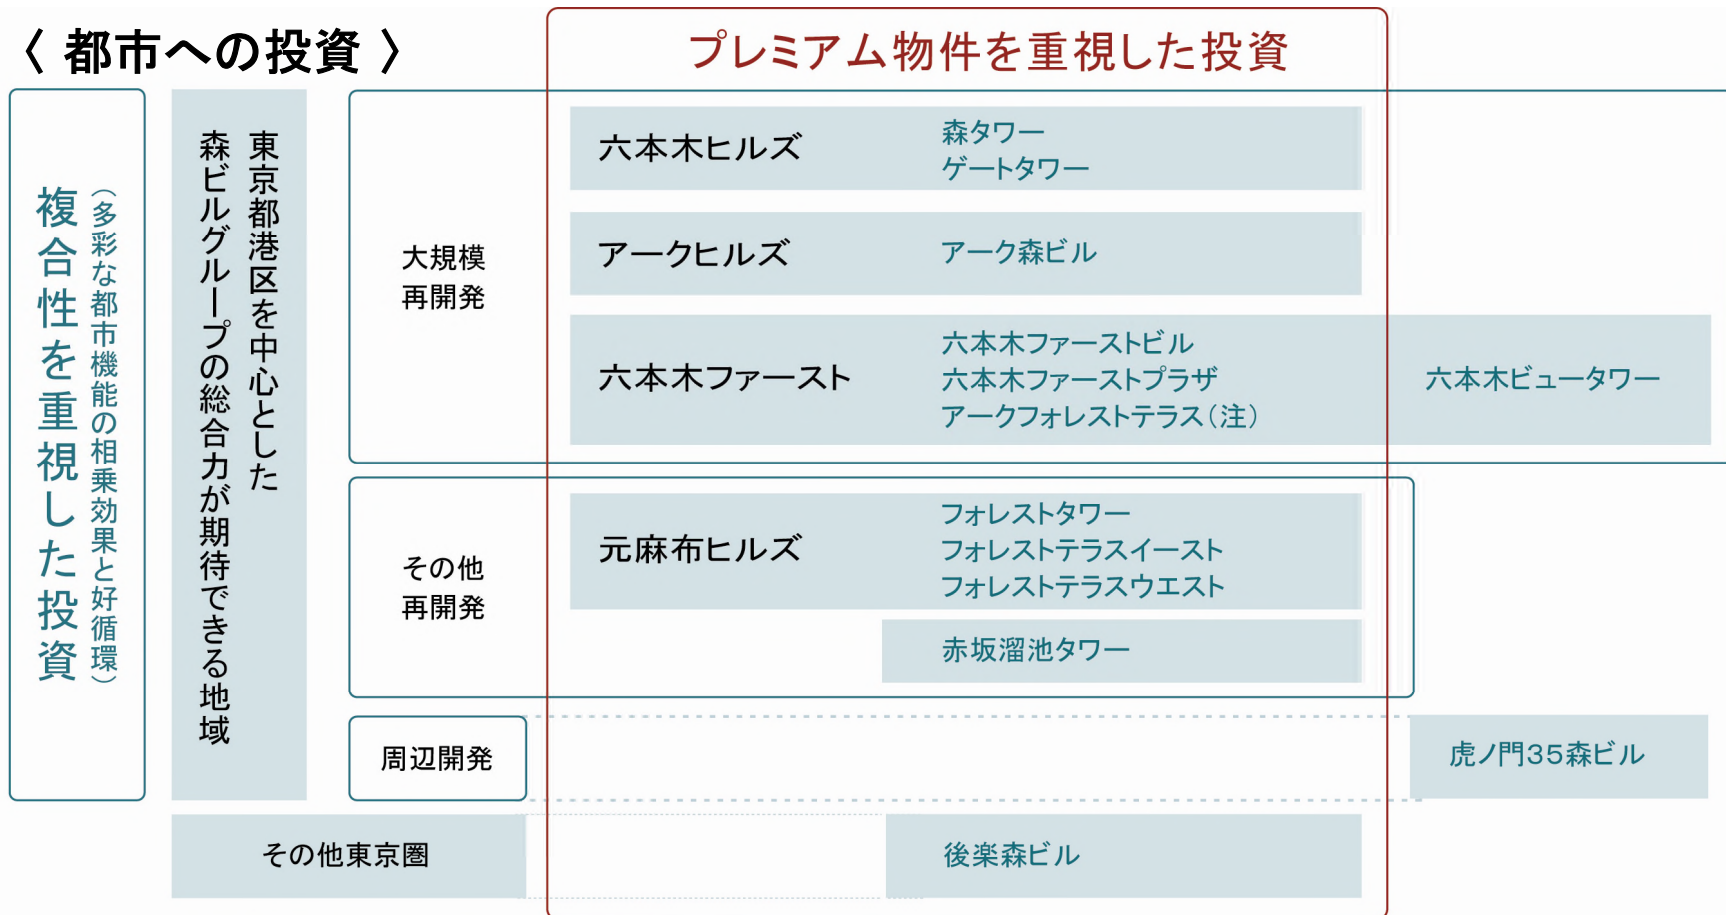 〈 都市への投資 〉
プレミアム物件を重視した投資
複合性を重視した投資
（多彩な都市機能の相乗効果と好循環）
東京都港区を中心とした
森ビルグループの総合力が期待できる地域
大規模
再開発
六本木ヒルズ
森タワー
ゲートタワー
アークヒルズ
アーク森ビル
六本木ファースト
六本木ファーストビル
六本木ファーストプラザ
アークフォレストテラス（注）
六本木ビュータワー
その他
再開発
元麻布ヒルズ
フォレストタワー
フォレストテラスイースト
フォレストテラスウエスト
赤坂溜池タワー
周辺開発
虎ノ門35森ビル
その他東京圏
後楽森ビル